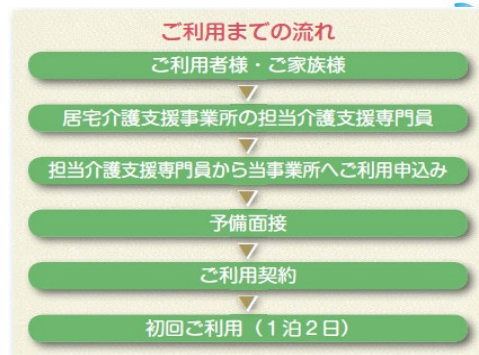 ご利用までの流れ
ご利用者様・ご家族様
居宅介護支援事業所の担当介護支援専門員
担当介護支援専門員から当事業所へご利用申込み
予備面接
ご利用契約
初回ご利用（１泊２日）